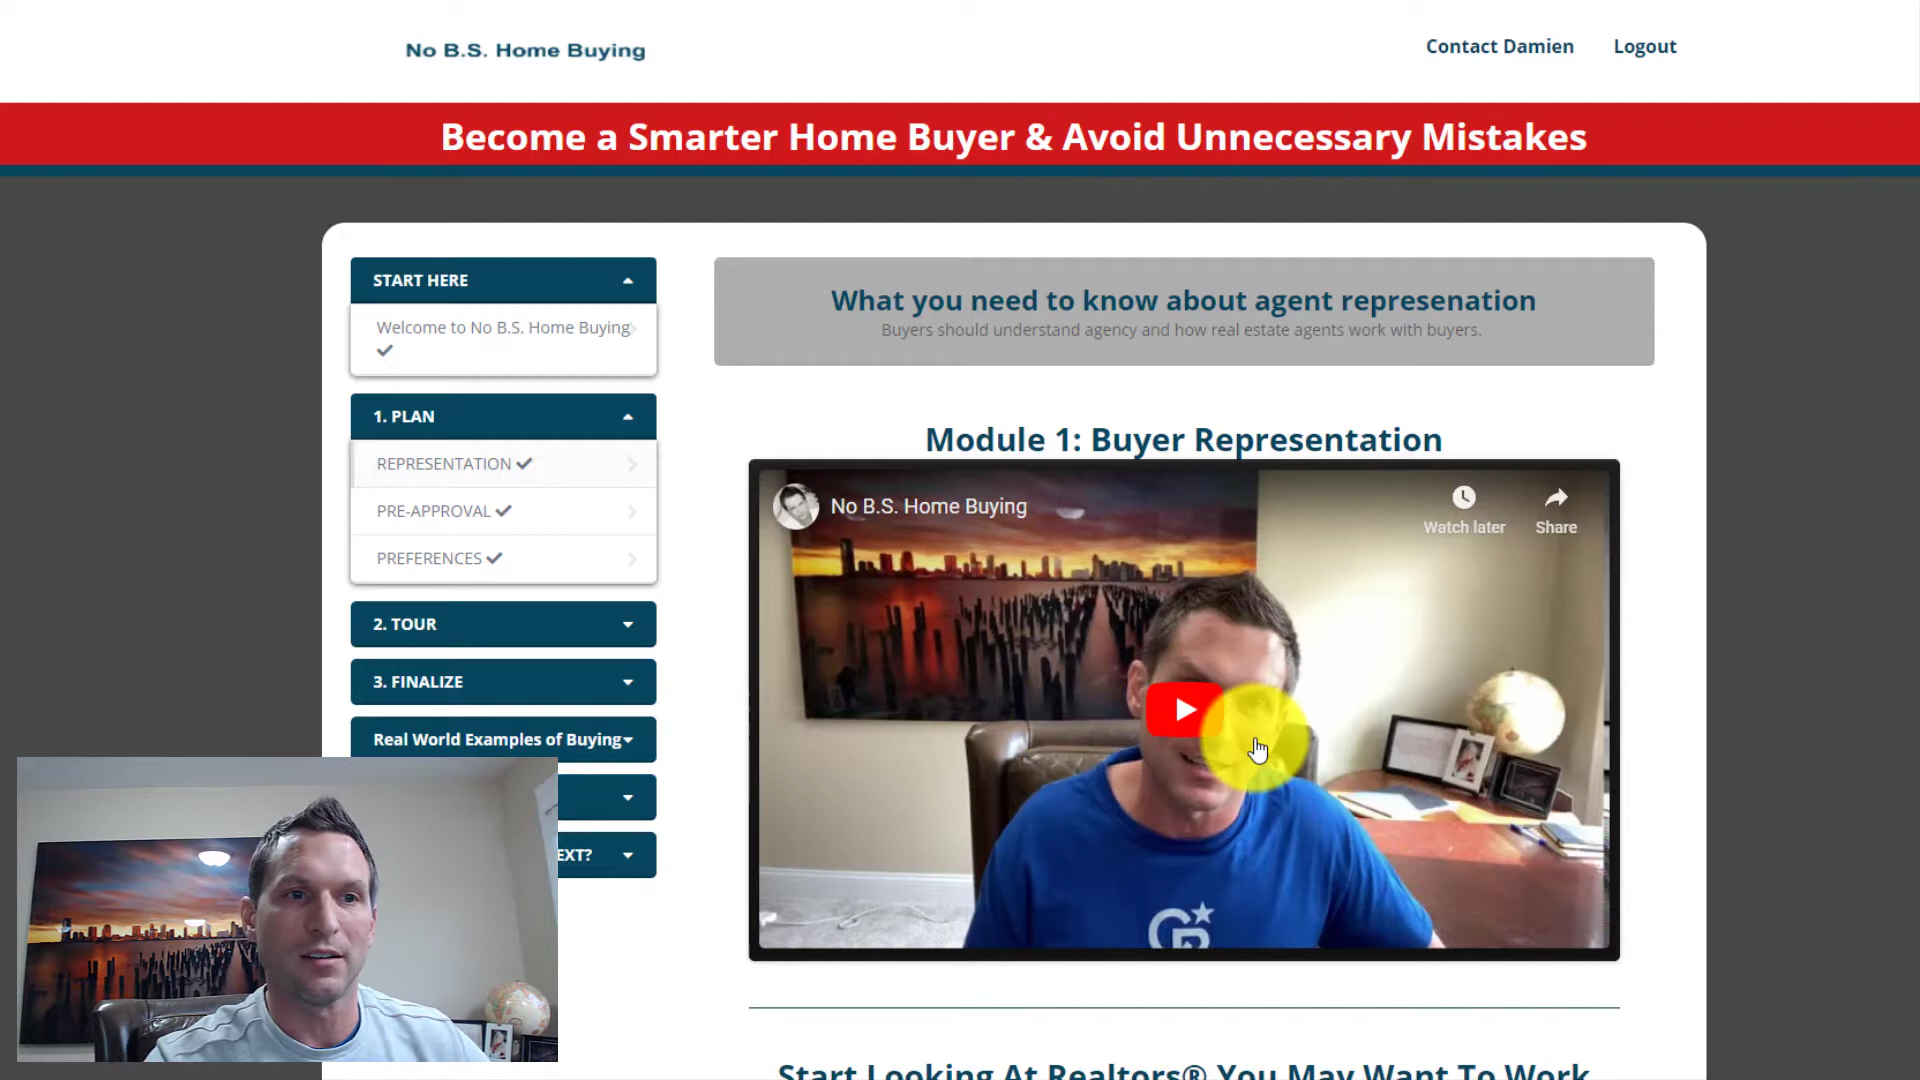 No B.S. Home Buying
Contact Damien
Logout
Become a Smarter Home Buyer & Avoid Unnecessary Mistakes
START HERE
Welcome to No B.S. Home Buying
1. PLAN
REPRESENTATION
PRE-APPROVAL
PREFERENCES
2. TOUR
3. FINALIZE
Real World Examples of Buying
EXT?
What you need to know about agent represenation
Buyers should understand agency and how real estate agents work with buyers.
Module 1: Buyer Representation
No B.S. Home Buying
Watch later
Share
Start Looking At Realtors® You May Want To Work